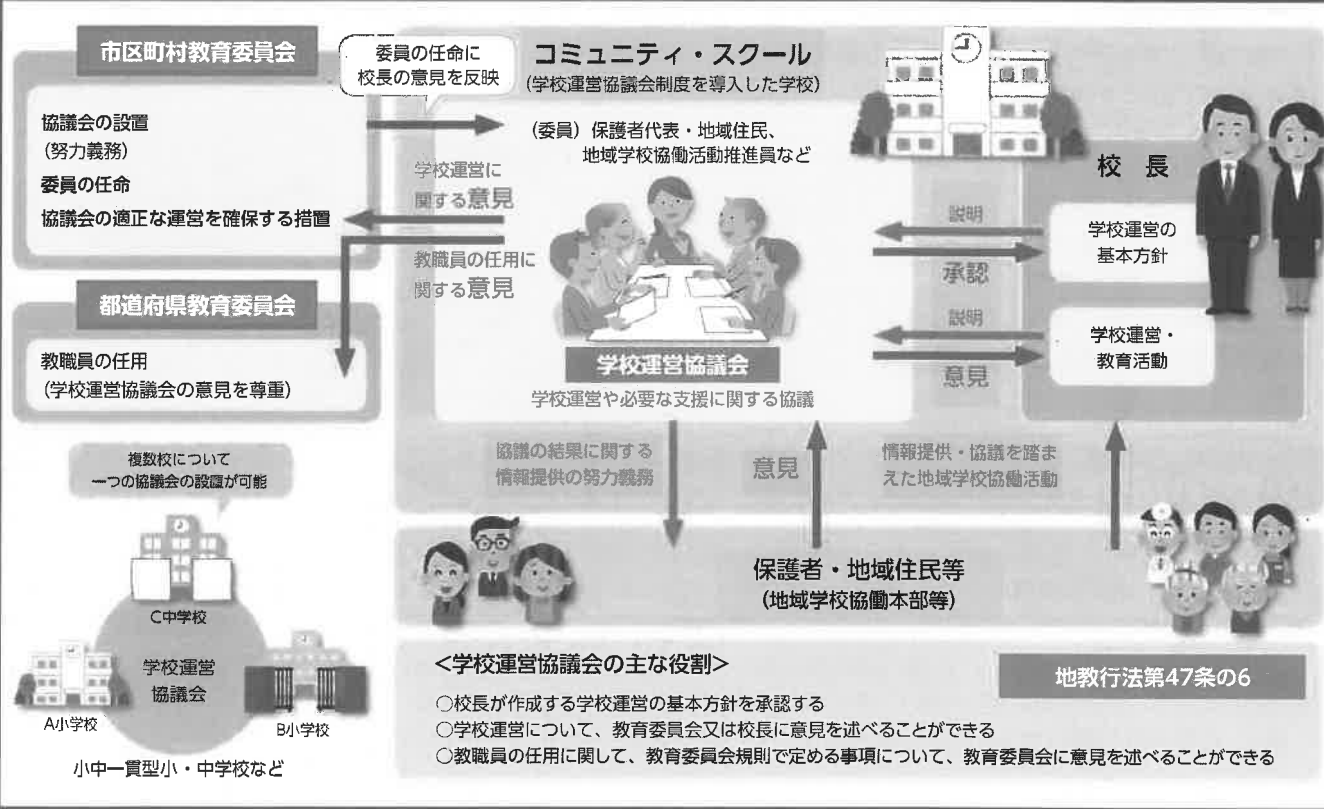 市区町村教育委員会
協議会の設置
(努力義務)
委員の任命
協議会の適正な運営を確保する措置
都道府県教育委員会
教職員の任用
(学校運営協議会の意見を尊重)
委員の任命に
校長の意見を反映
コミュニティ・スクール
(学校運営協議会制度を導入した学校)
(委員) 保護者代表・地域住民、
地域学校協働活動推進員など
学校運営に
関する意見
教職員の任用に
関する意見
学校運営協議会
学校運営や必要な支援に関する協議
校長
説明
承認
学校運営の
基本方針
説明
意見
学校運営・
教育活動
協議の結果に関する
情報提供の努力義務
意見
情報提供・協議を踏ま
えた地域学校協働活動
保護者・地域住民等
(地域学校協働本部等)
複数校について
一つの協議会の設置が可能
C中学校
学校運営
協議会
A小学校
B小学校
小中一貫型小・中学校など
<学校運営協議会の主な役割>
地教行法第47条の6
○校長が作成する学校運営の基本方針を承認する
○学校運営について、教育委員会又は校長に意見を述べることができる
○教職員の任用に関して、教育委員会規則で定める事項について、教育委員会に意見を述べることができる